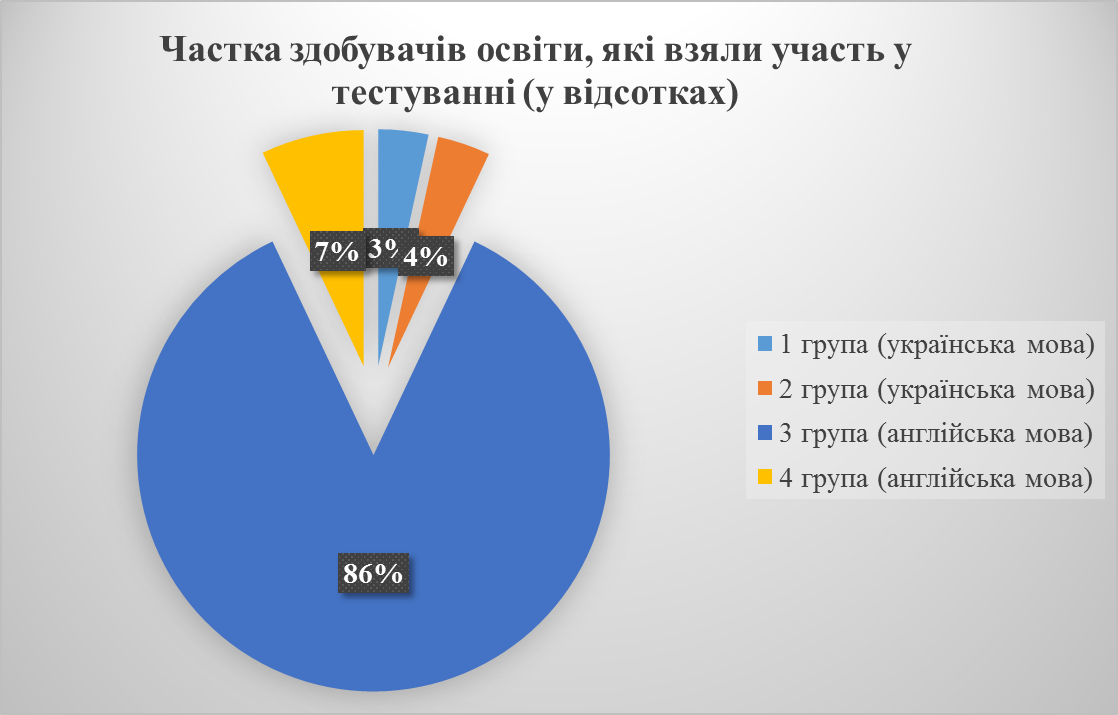 Частка здобувачів освіти, які взяли участь у
тестуванні (у відсотках)
7%
3%
4%
86%
1 група (українська мова)
2 група (українська мова)
3 група (англійська мова)
4 група (англійська мова)